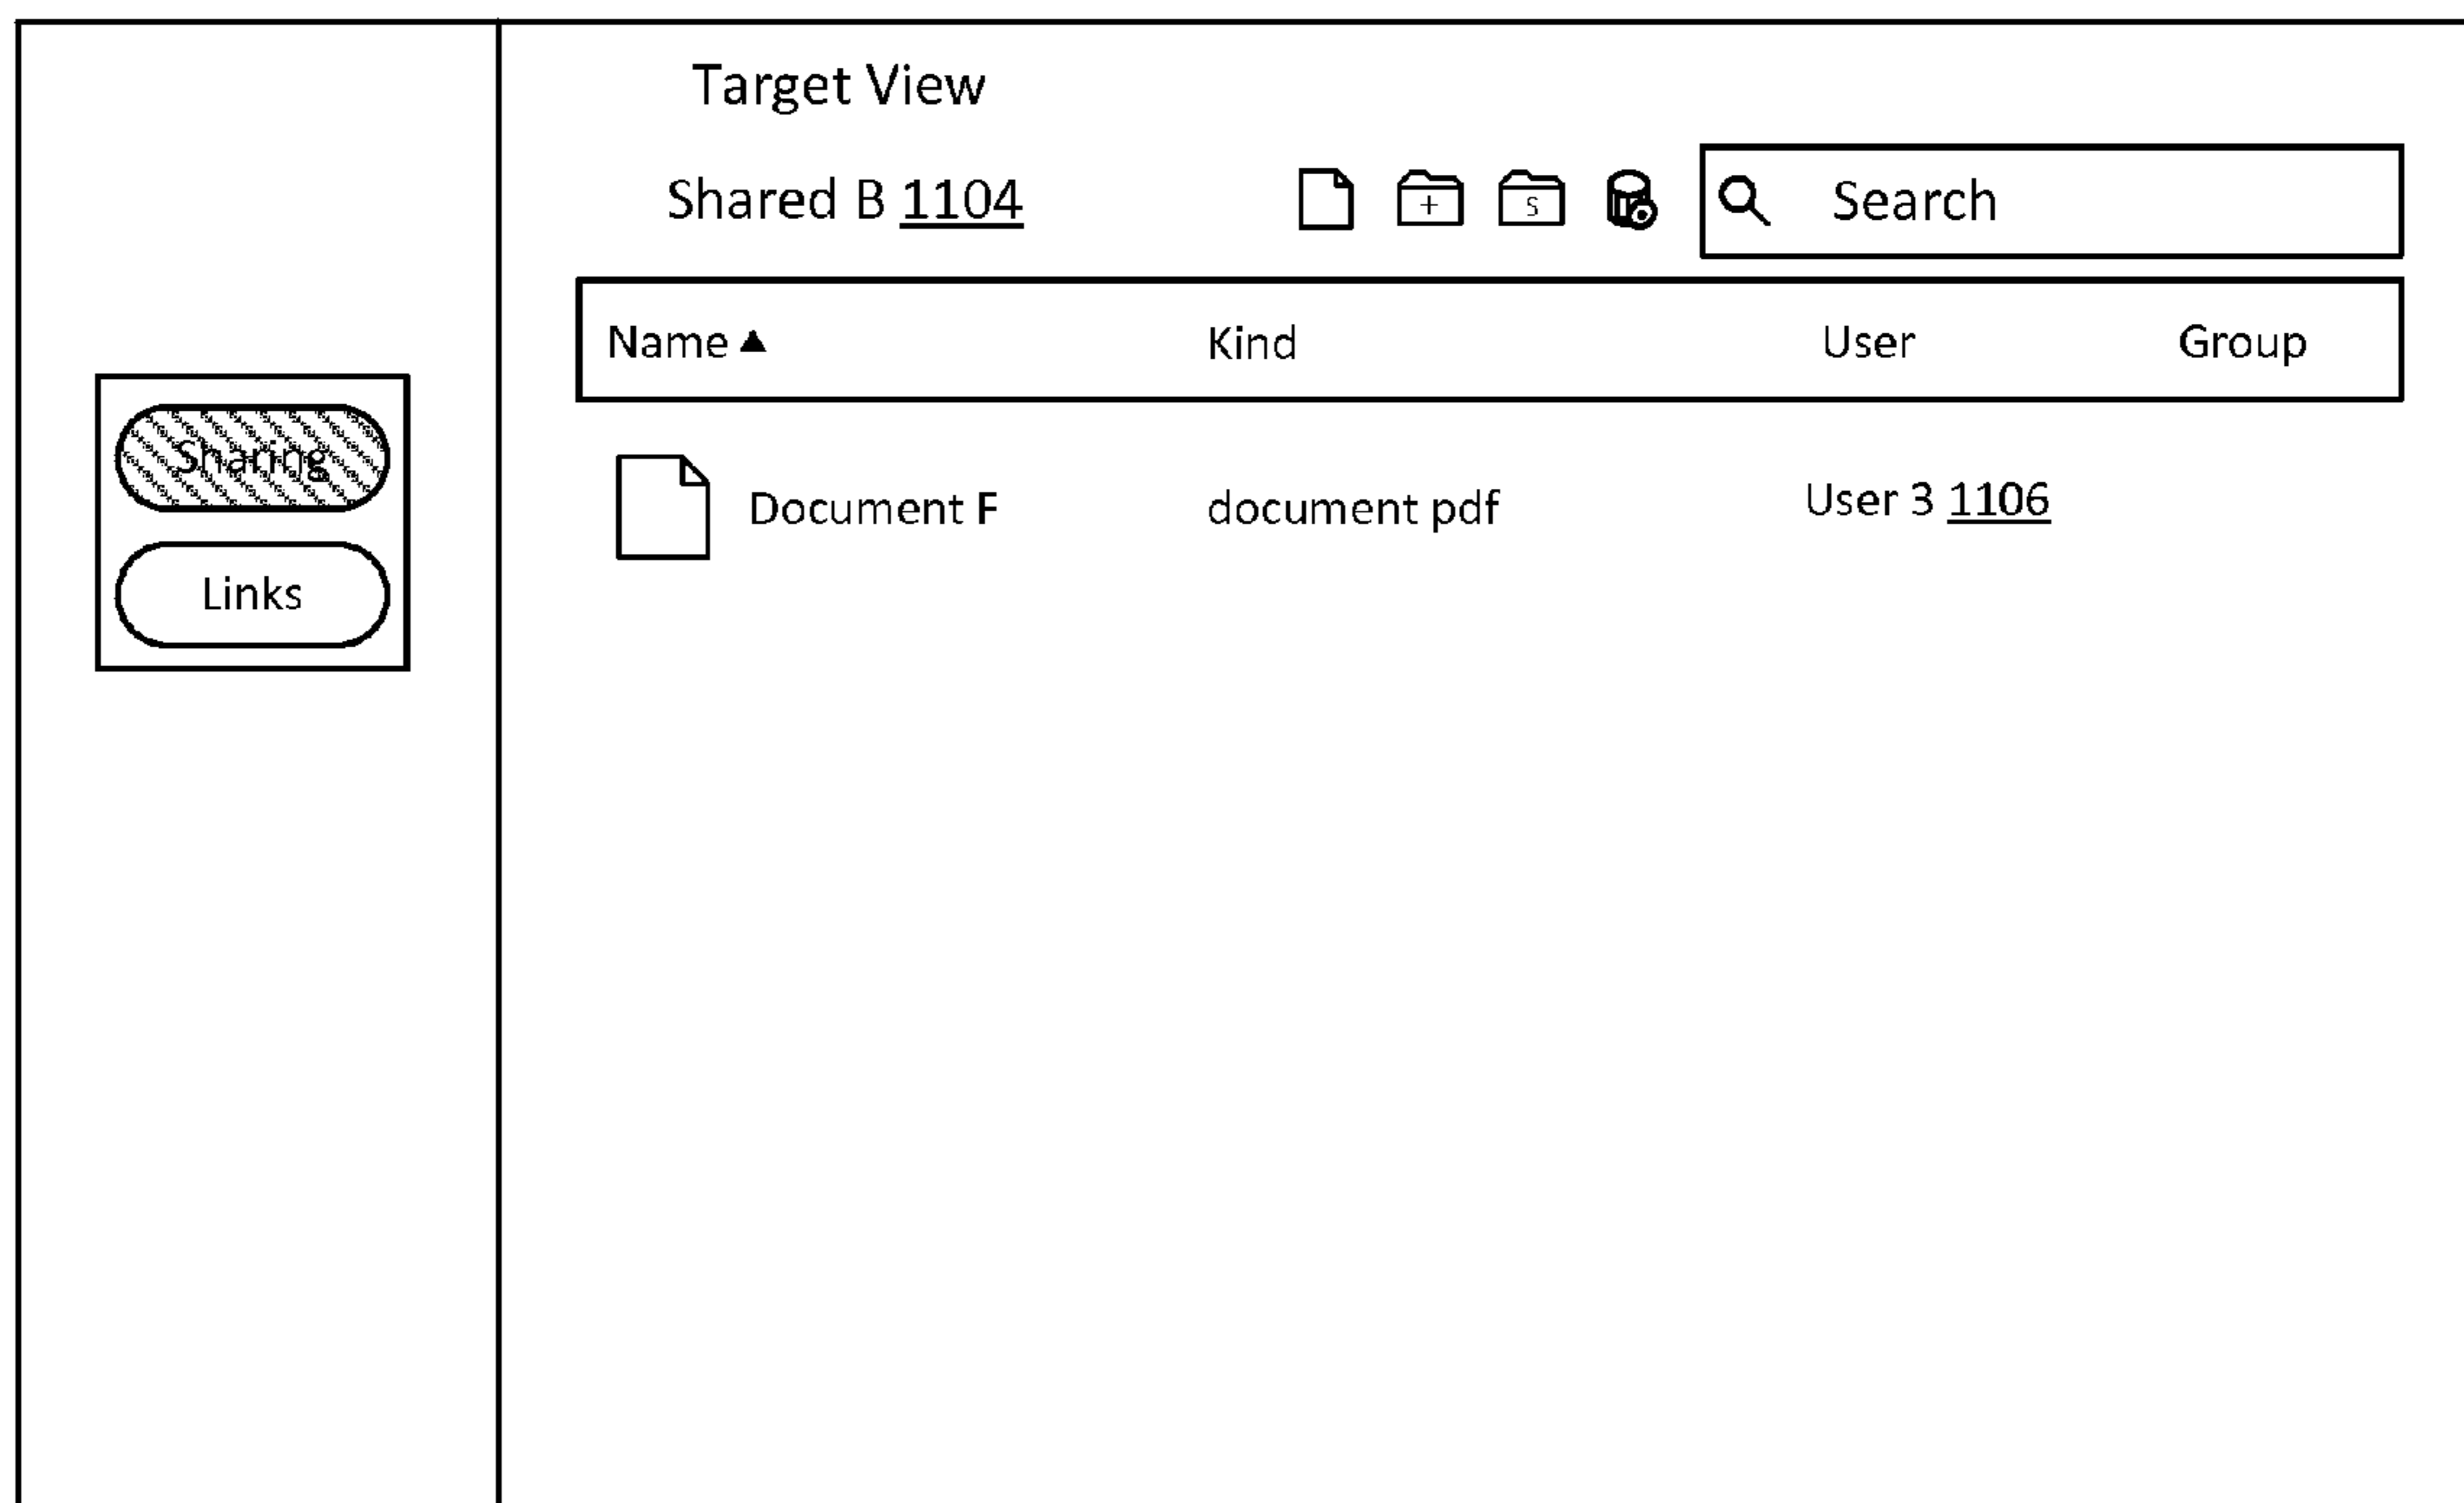 Target View
Shared B 1104
+
S
Search
Name ▲ Kind User Group
Sharing
Document F document pdf User 3 1106
Links